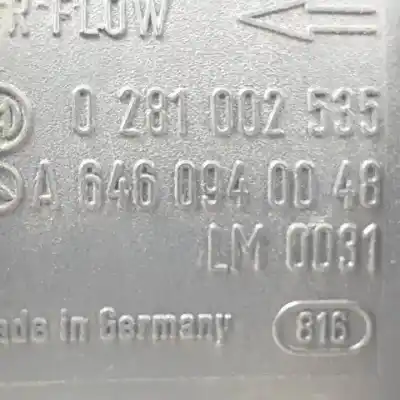 R-FLOW
0 281 002 535
A 646 094 00 48
LM 0031
ade in Germany 816